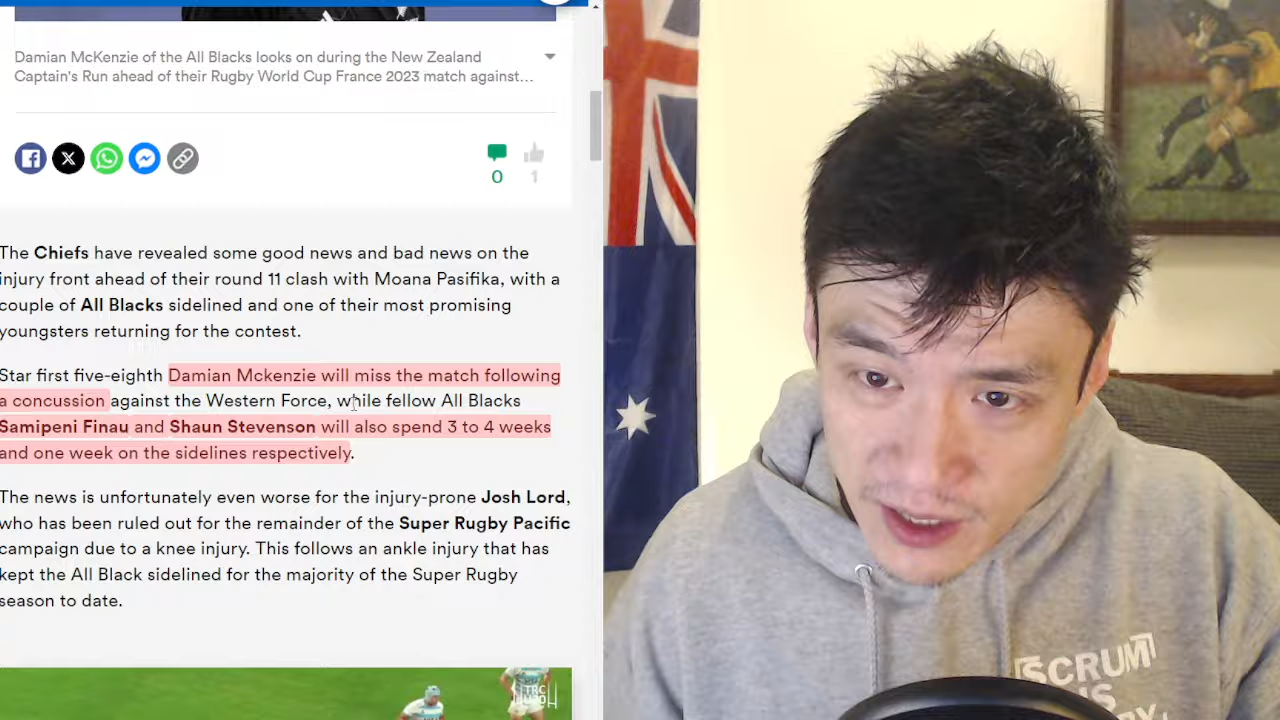 Damian McKenzie of the All Blacks looks on during the New Zealand
Captain's Run ahead of their Rugby World Cup France 2023 match against...
0
1
The Chiefs have revealed some good news and bad news on the
injury front ahead of their round 11 clash with Moana Pasifika, with a
couple of All Blacks sidelined and one of their most promising
youngsters returning for the contest.
Star first five-eighth Damian Mckenzie will miss the match following
a concussion against the Western Force, while fellow All Blacks
Samipeni Finau and Shaun Stevenson will also spend 3 to 4 weeks
and one week on the sidelines respectively.
The news is unfortunately even worse for the injury-prone Josh Lord,
who has been ruled out for the remainder of the Super Rugby Pacific
campaign due to a knee injury. This follows an ankle injury that has
kept the All Black sidelined for the majority of the Super Rugby
season to date.
SCRUM